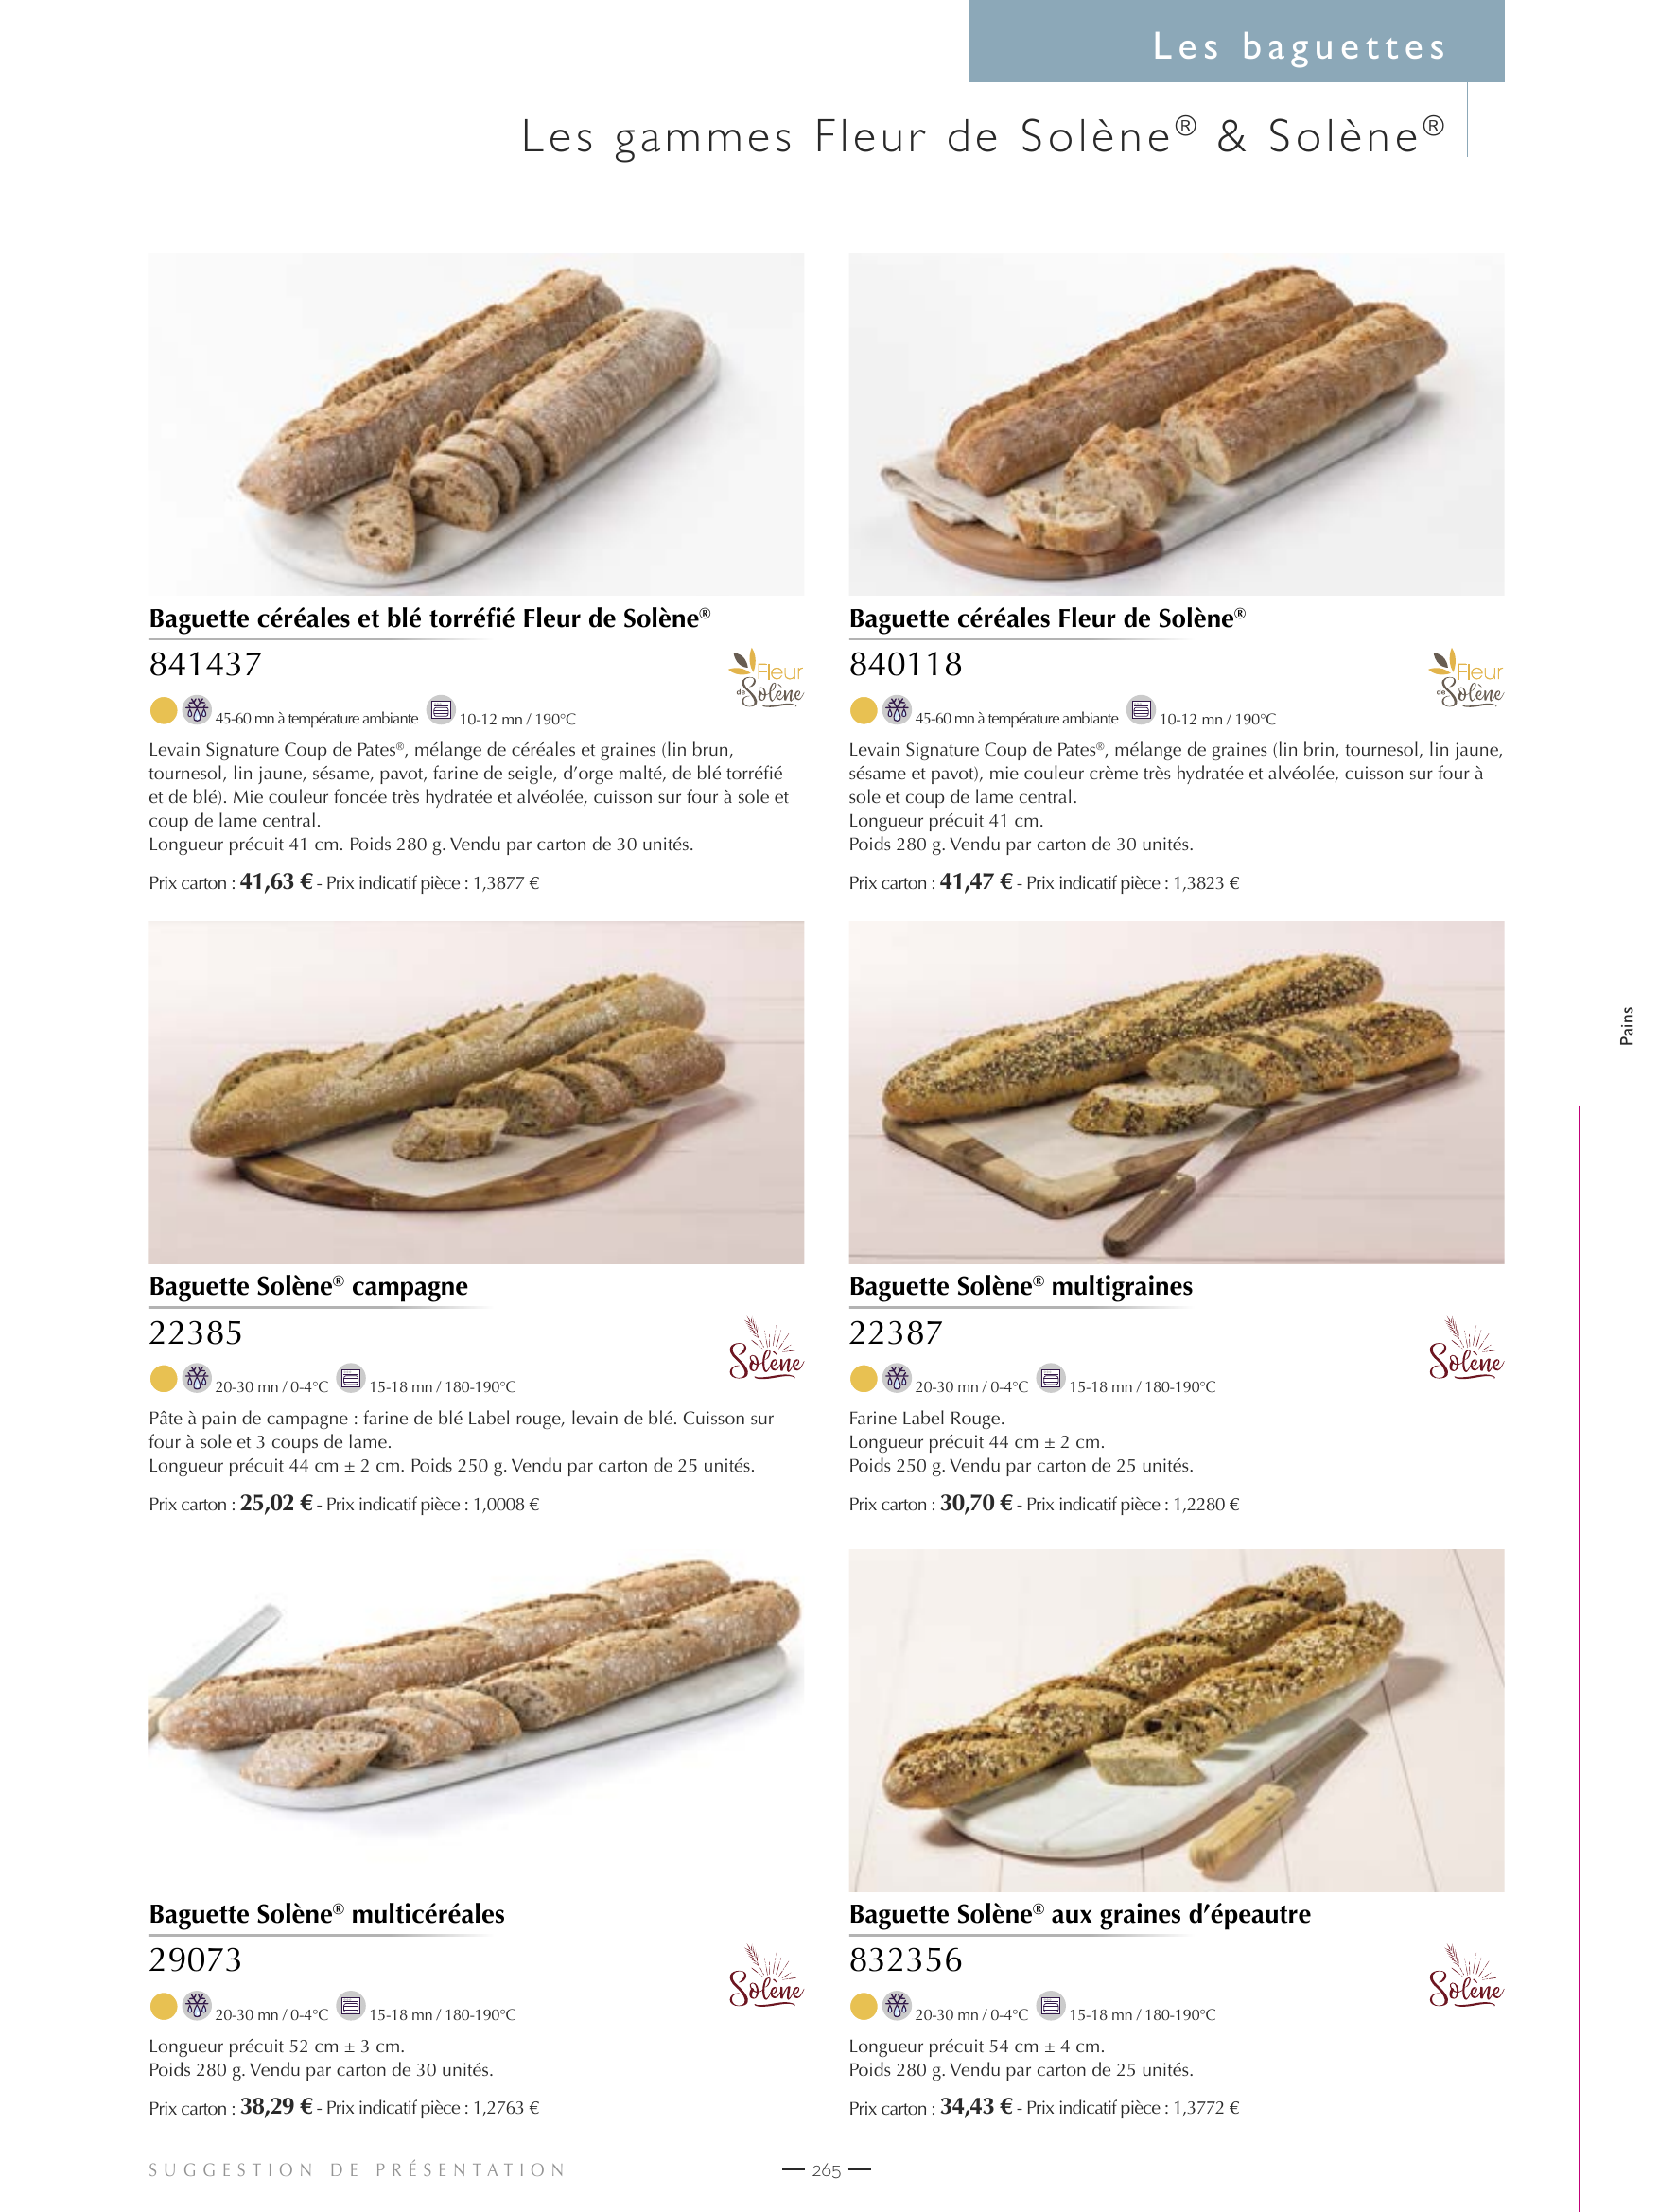 Les baguettes
Les gammes Fleur de Solène® & Solène®
Baguette céréales et blé torréfié Fleur de Solène®
841437
Fleur
de Solène
45-60 mn à température ambiante 10-12 mn / 190°C
Levain Signature Coup de Pates®, mélange de céréales et graines (lin brun,
tournesol, lin jaune, sésame, pavot, farine de seigle, d’orge malté, de blé torréfié
et de blé). Mie couleur foncée très hydratée et alvéolée, cuisson sur four à sole et
coup de lame central.
Longueur précuit 41 cm. Poids 280 g. Vendu par carton de 30 unités.
Prix carton : 41,63 € - Prix indicatif pièce : 1,3877 €
Baguette céréales Fleur de Solène®
840118
Fleur
de Solène
45-60 mn à température ambiante 10-12 mn / 190°C
Levain Signature Coup de Pates®, mélange de graines (lin brin, tournesol, lin jaune,
sésame et pavot), mie couleur crème très hydratée et alvéolée, cuisson sur four à
sole et coup de lame central.
Longueur précuit 41 cm.
Poids 280 g. Vendu par carton de 30 unités.
Prix carton : 41,47 € - Prix indicatif pièce : 1,3823 €
Baguette Solène® campagne
22385
Solène
20-30 mn / 0-4°C 15-18 mn / 180-190°C
Pâte à pain de campagne : farine de blé Label rouge, levain de blé. Cuisson sur
four à sole et 3 coups de lame.
Longueur précuit 44 cm ± 2 cm. Poids 250 g. Vendu par carton de 25 unités.
Prix carton : 25,02 € - Prix indicatif pièce : 1,0008 €
Baguette Solène® multigraines
22387
Solène
20-30 mn / 0-4°C 15-18 mn / 180-190°C
Farine Label Rouge.
Longueur précuit 44 cm ± 2 cm.
Poids 250 g. Vendu par carton de 25 unités.
Prix carton : 30,70 € - Prix indicatif pièce : 1,2280 €
Pains
Baguette Solène® multicéréales
29073
Solène
20-30 mn / 0-4°C 15-18 mn / 180-190°C
Longueur précuit 52 cm ± 3 cm.
Poids 280 g. Vendu par carton de 30 unités.
Prix carton : 38,29 € - Prix indicatif pièce : 1,2763 €
Baguette Solène® aux graines d’épeautre
832356
Solène
20-30 mn / 0-4°C 15-18 mn / 180-190°C
Longueur précuit 54 cm ± 4 cm.
Poids 280 g. Vendu par carton de 25 unités.
Prix carton : 34,43 € - Prix indicatif pièce : 1,3772 €
SUGGESTION DE PRÉSENTATION
— 265 —